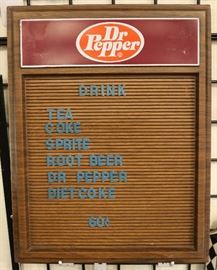 Dr
Pepper
DRINK
TEA
COKE
SPRITE
ROOT BEER
DR PEPPER
DIET COKE
60¢